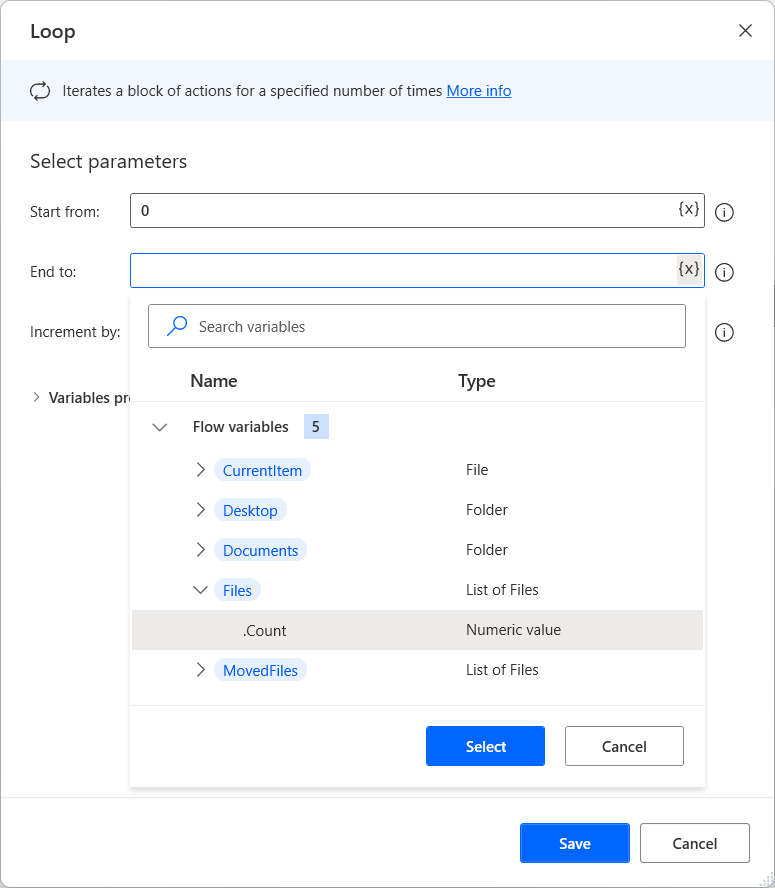 Loop
Iterates a block of actions for a specified number of times More info
Select parameters
Start from: 0 {x}
End to: {x}
Search variables
Increment by:
Name Type
Variables pr
Flow variables 5
CurrentItem File
Desktop Folder
Documents Folder
Files List of Files
.Count Numeric value
MovedFiles List of Files
Select Cancel
Save Cancel